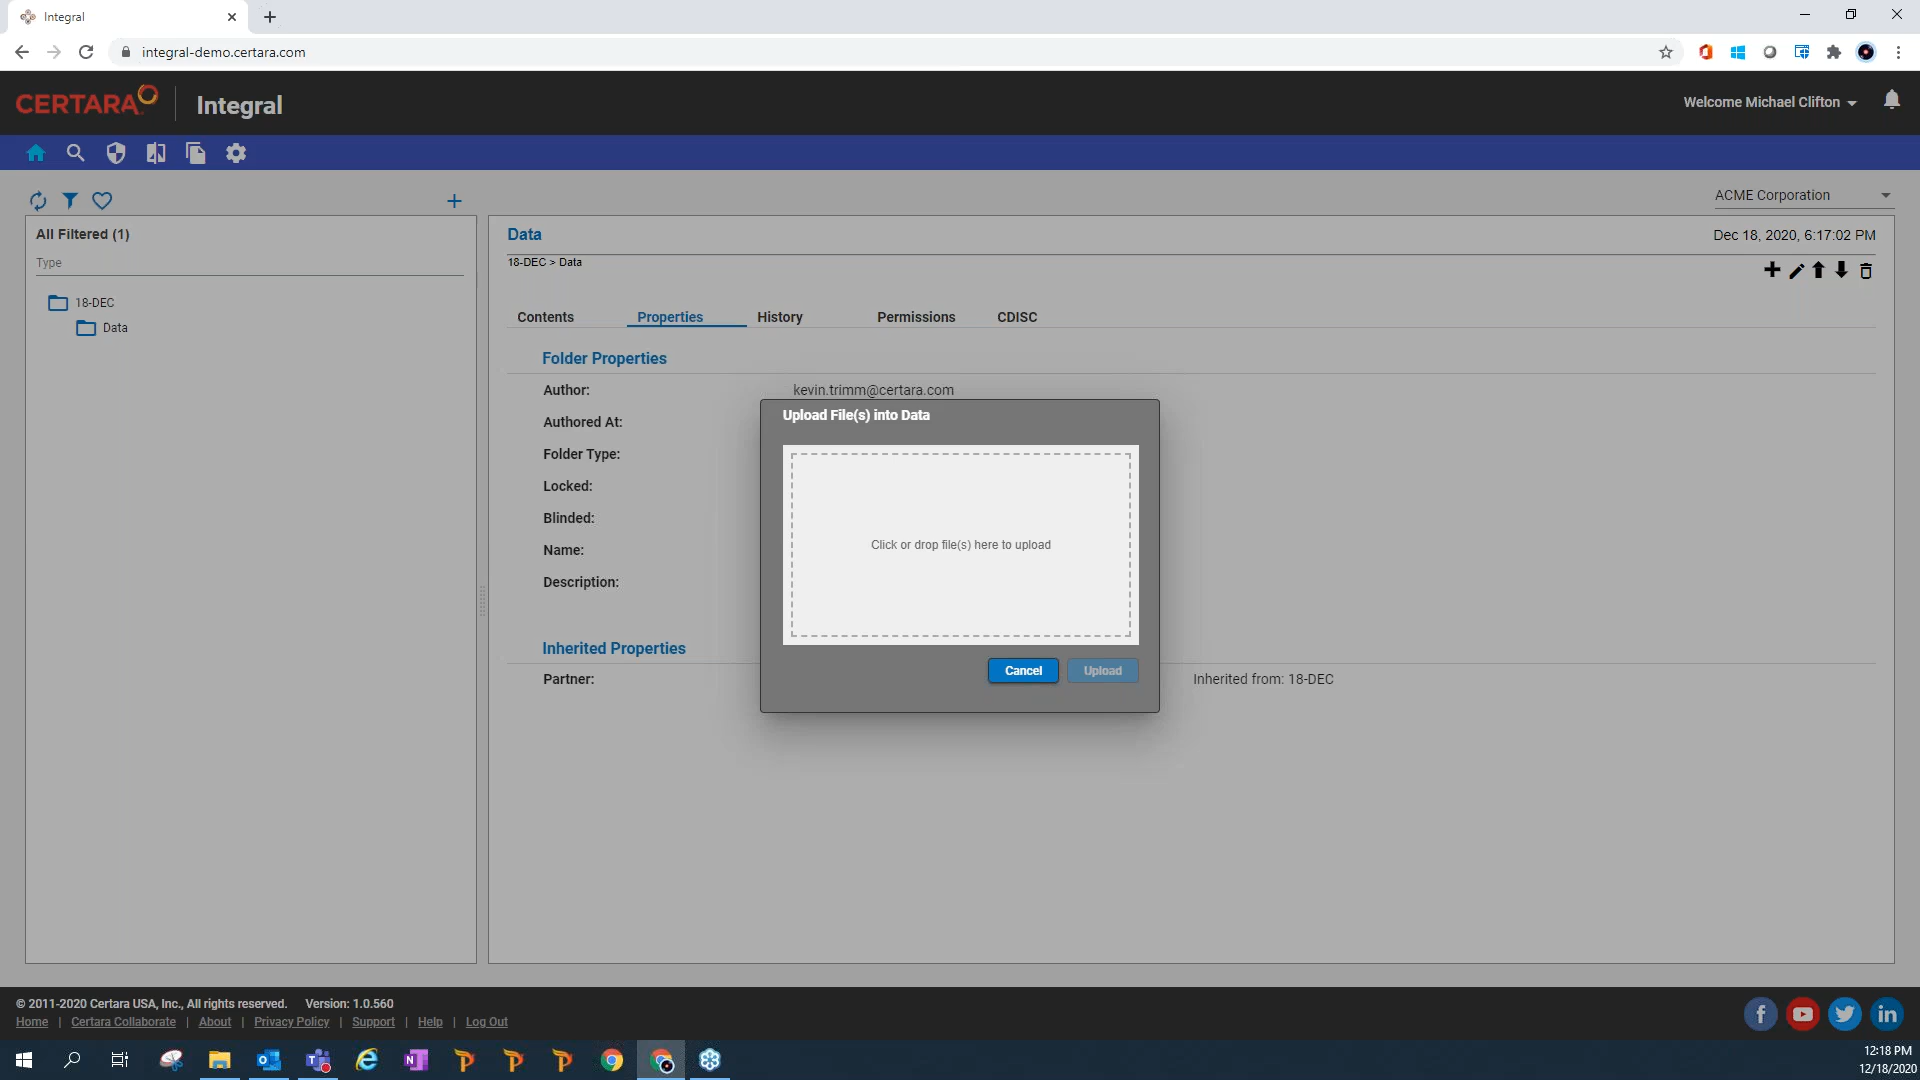 Integral
integral-demo.certara.com
CERTARA Integral
Welcome Michael Clifton
ACME Corporation
All Filtered (1)
Type
18-DEC
Data
Data
Dec 18, 2020, 6:17:02 PM
18-DEC > Data
Contents Properties History Permissions CDISC
Folder Properties
Author: kevin.trimm@certara.com
Authored At:
Folder Type:
Locked:
Blinded:
Name:
Description:
Inherited Properties
Partner: Inherited from: 18-DEC
Upload File(s) into Data
Click or drop file(s) here to upload
Cancel Upload
© 2011-2020 Certara USA, Inc., All rights reserved. Version: 1.0.560
Home | Certara Collaborate | About | Privacy Policy | Support | Help | Log Out
12:18 PM
12/18/2020